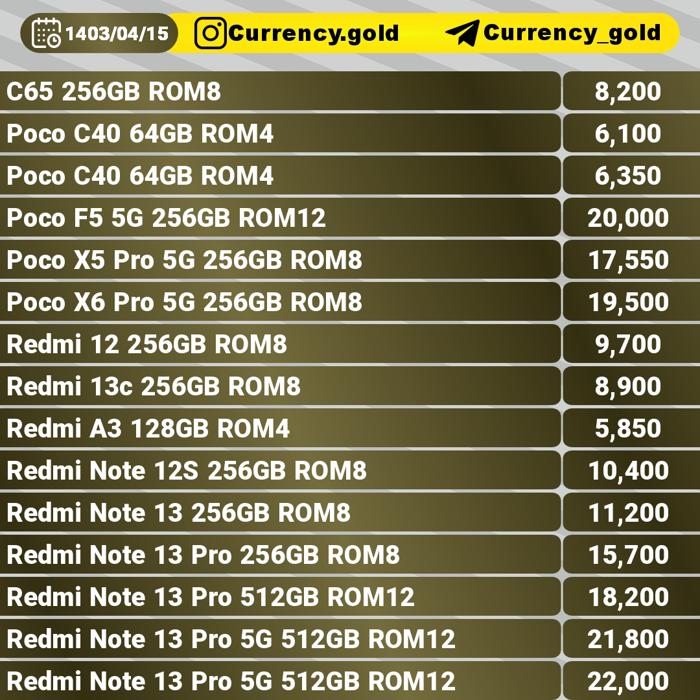 1403/04/15 Currency.gold Currency_gold
C65 256GB ROM8 8,200
Poco C40 64GB ROM4 6,100
Poco C40 64GB ROM4 6,350
Poco F5 5G 256GB ROM12 20,000
Poco X5 Pro 5G 256GB ROM8 17,550
Poco X6 Pro 5G 256GB ROM8 19,500
Redmi 12 256GB ROM8 9,700
Redmi 13c 256GB ROM8 8,900
Redmi A3 128GB ROM4 5,850
Redmi Note 12S 256GB ROM8 10,400
Redmi Note 13 256GB ROM8 11,200
Redmi Note 13 Pro 256GB ROM8 15,700
Redmi Note 13 Pro 512GB ROM12 18,200
Redmi Note 13 Pro 5G 512GB ROM12 21,800
Redmi Note 13 Pro 5G 512GB ROM12 22,000